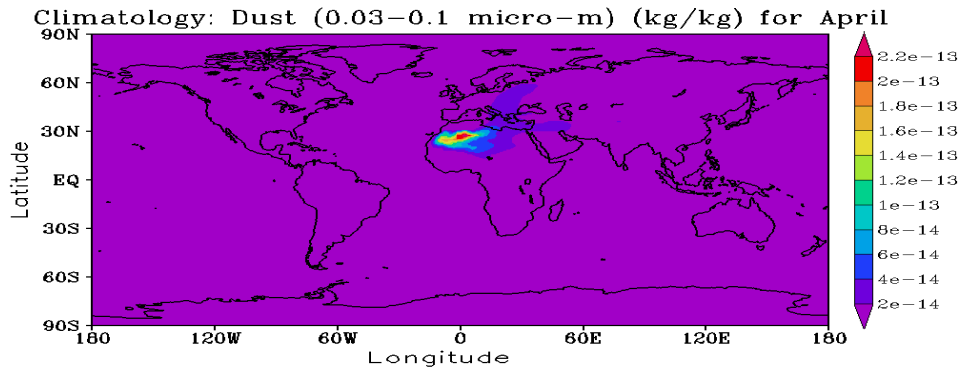 Climatology: Dust (0.03-0.1 micro-m) (kg/kg) for April
90N
60N
30N
EQ
30S
60S
90S
Latitude
180
120W
60W
0
60E
120E
180
Longitude
2.2e-13
2e-13
1.8e-13
1.6e-13
1.4e-13
1.2e-13
1e-13
8e-14
6e-14
4e-14
2e-14